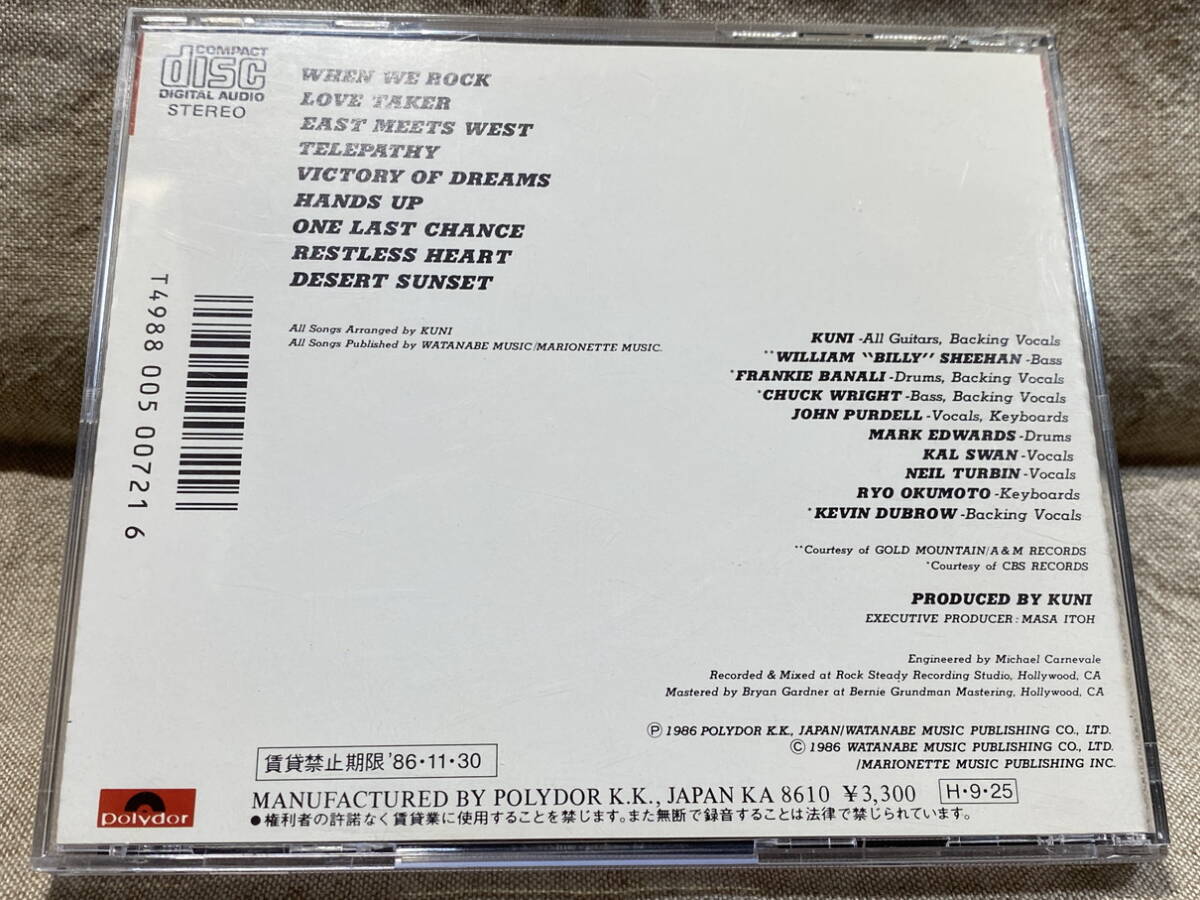 COMPACT
disc
DIGITAL AUDIO
STEREO
WHEN WE ROCK
LOVE TAKER
EAST MEETS WEST
TELEPATHY
VICTORY OF DREAMS
HANDS UP
ONE LAST CHANCE
RESTLESS HEART
DESERT SUNSET
T4988 005 00721 6
All Songs Arranged by KUNI
All Songs Published by WATANABE MUSIC/MARIONETTE MUSIC.
KUNI-All Guitars, Backing Vocals
**WILLIAM "BILLY" SHEEHAN-Bass
*FRANKIE BANALI-Drums, Backing Vocals
*CHUCK WRIGHT-Bass, Backing Vocals
JOHN PURDELL-Vocals, Keyboards
MARK EDWARDS-Drums
KAL SWAN-Vocals
NEIL TURBIN-Vocals
RYO OKUMOTO-Keyboards
*KEVIN DUBROW-Backing Vocals
**Courtesy of GOLD MOUNTAIN/A&M RECORDS
*Courtesy of CBS RECORDS
PRODUCED BY KUNI
EXECUTIVE PRODUCER: MASA ITOH
Engineered by Michael Carnevale
Recorded & Mixed at Rock Steady Recording Studio, Hollywood, CA
Mastered by Bryan Gardner at Bernie Grundman Mastering, Hollywood, CA
Ⓟ 1986 POLYDOR K.K., JAPAN/WATANABE MUSIC PUBLISHING CO., LTD.
© 1986 WATANABE MUSIC PUBLISHING CO., LTD.
/MARIONETTE MUSIC PUBLISHING INC.
賃貸禁止期限 '86・11・30
polydor
MANUFACTURED BY POLYDOR K.K., JAPAN KA 8610 ¥3,300 H・9・25
●権利者の許諾なく賃貸業に使用することを禁じます。また無断で録音することは法律で禁じられています。